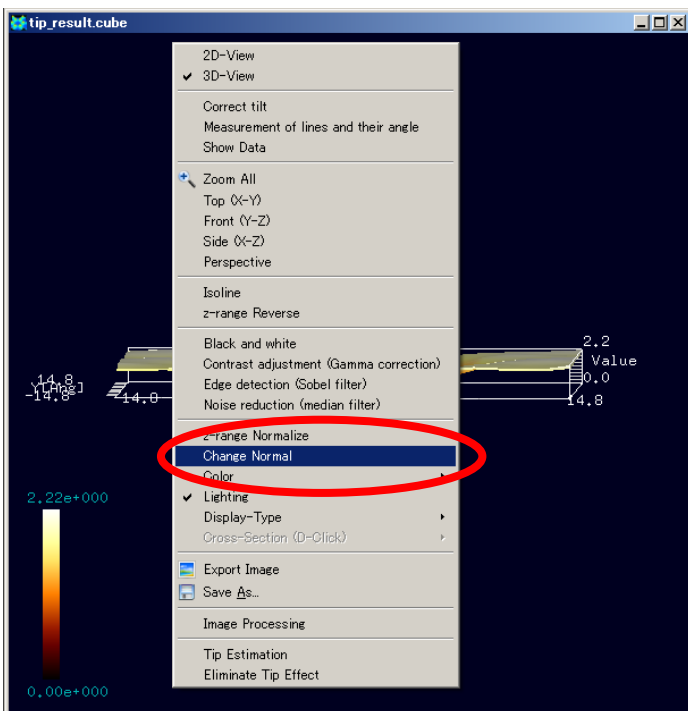 tip_result.cube
2D-View
3D-View
Correct tilt
Measurement of lines and their angle
Show Data
Zoom All
Top (X-Y)
Front (Y-Z)
Side (X-Z)
Perspective
Isoline
z-range Reverse
Black and white
Contrast adjustment (Gamma correction)
Edge detection (Sobel filter)
Noise reduction (median filter)
z-range Normalize
Change Normal
Color
Lighting
Display-Type
Cross-Section (D-Click)
Export Image
Save As...
Image Processing
Tip Estimation
Eliminate Tip Effect
2.2
Value
0.0
14.8
14.8
-14.8
2.22e+000
0.00e+000